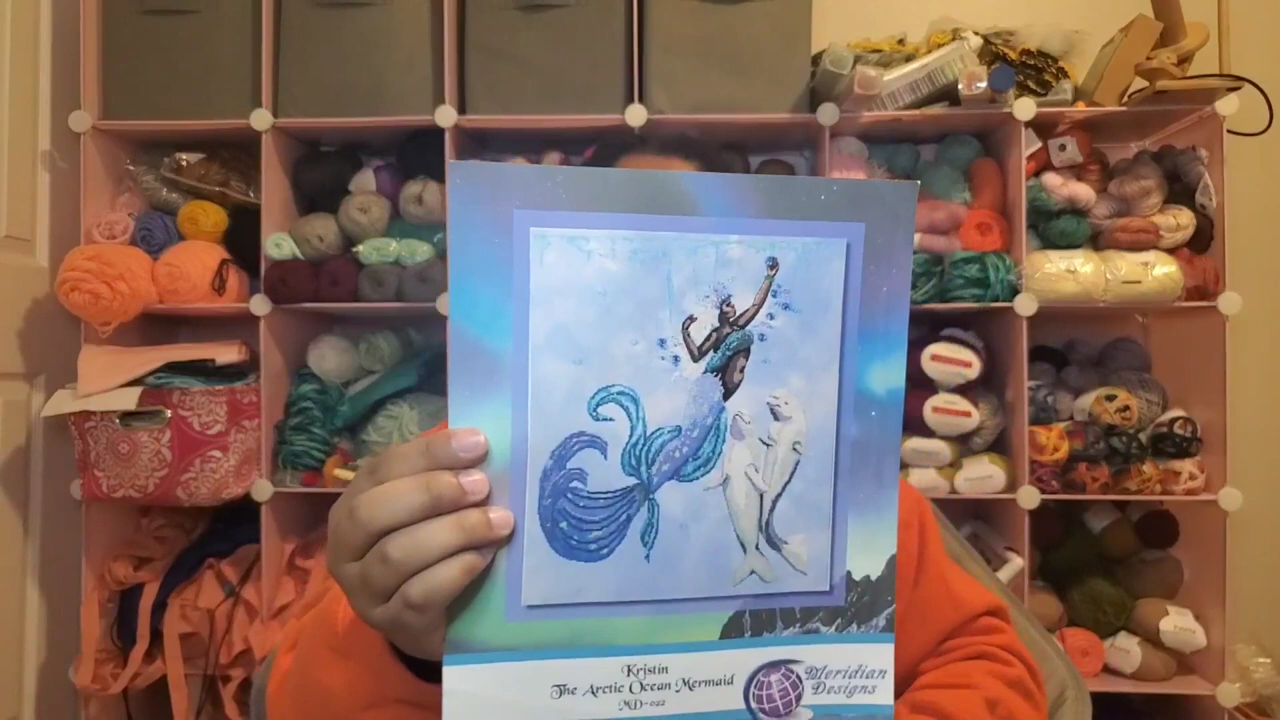 Kristin
The Arctic Ocean Mermaid
MD-022
Meridian
Designs